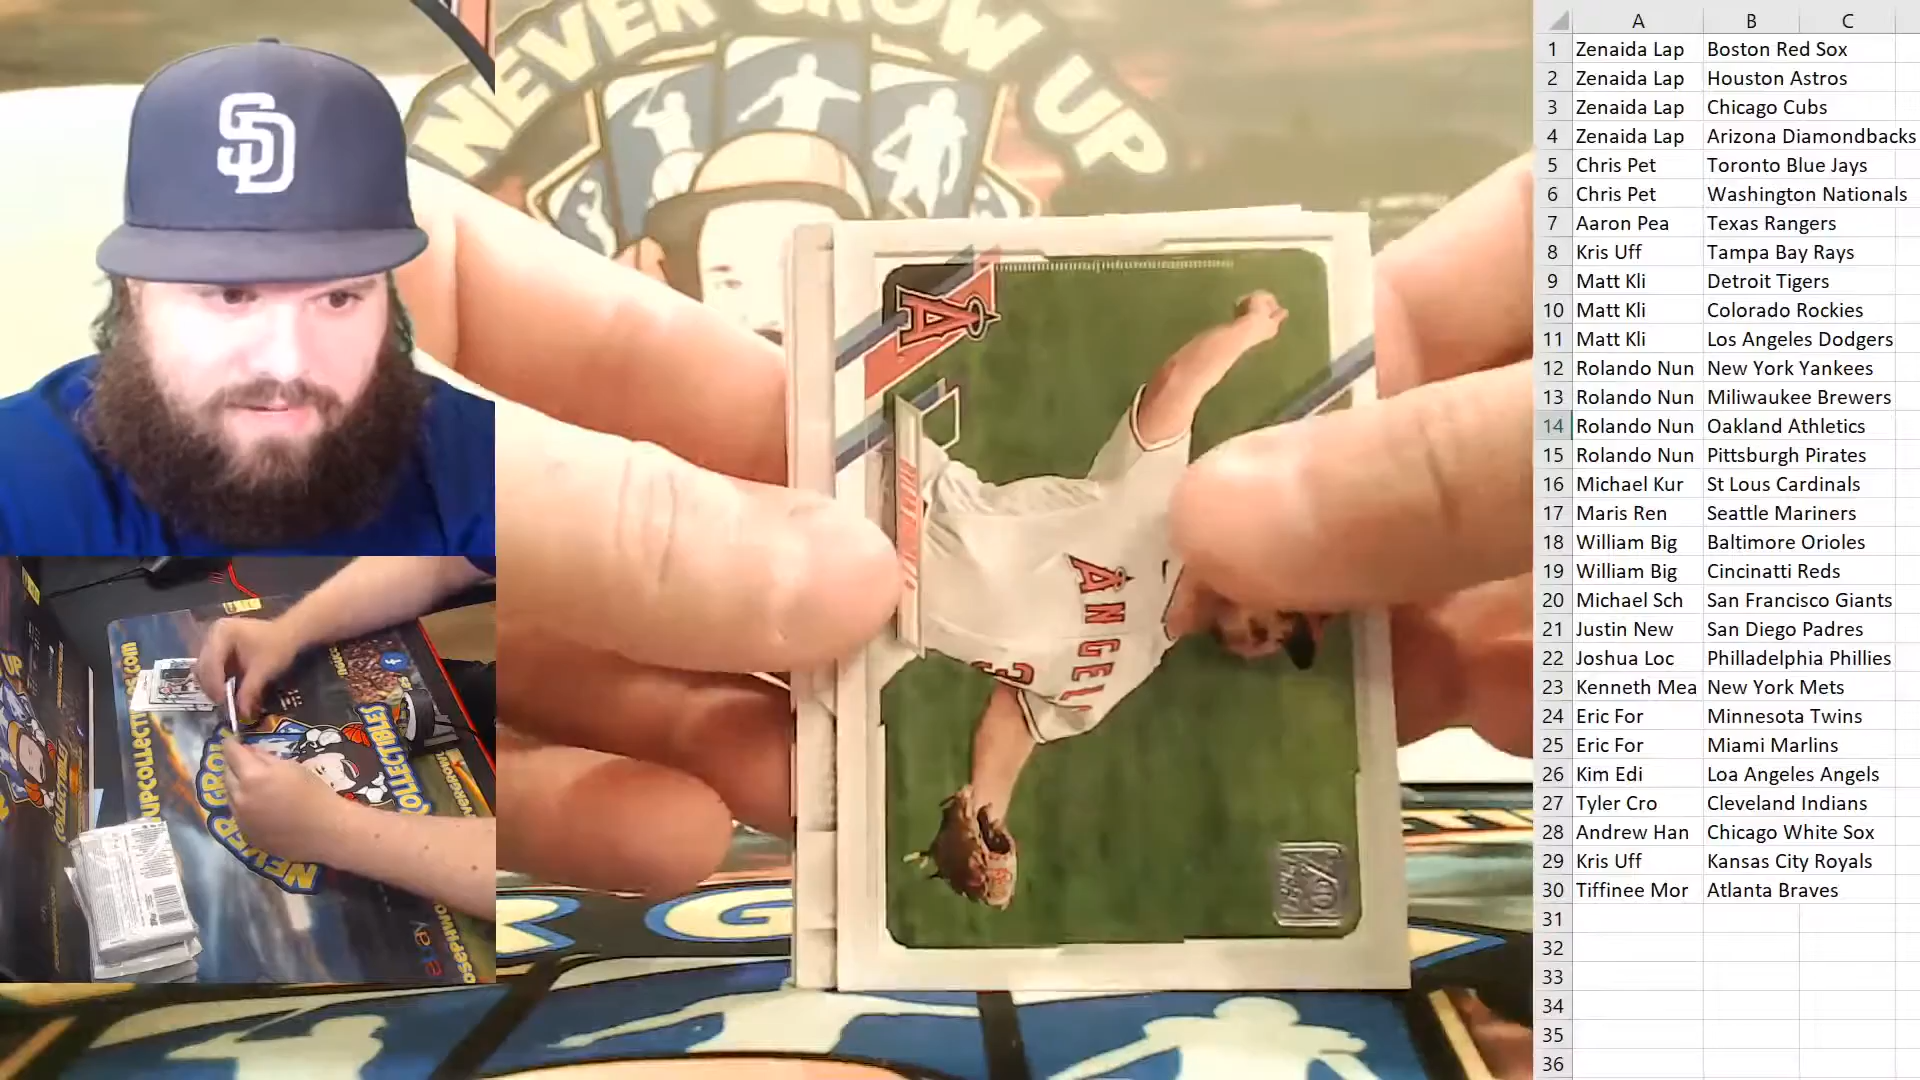 SD
NEVER GROW UP
A
ANGEL
3
70
UPCOLLECTI
COLLECTIBLES
NEVER GROW
UP
A B C
1 Zenaida Lap Boston Red Sox
2 Zenaida Lap Houston Astros
3 Zenaida Lap Chicago Cubs
4 Zenaida Lap Arizona Diamondbacks
5 Chris Pet Toronto Blue Jays
6 Chris Pet Washington Nationals
7 Aaron Pea Texas Rangers
8 Kris Uff Tampa Bay Rays
9 Matt Kli Detroit Tigers
10 Matt Kli Colorado Rockies
11 Matt Kli Los Angeles Dodgers
12 Rolando Nun New York Yankees
13 Rolando Nun Miliwaukee Brewers
14 Rolando Nun Oakland Athletics
15 Rolando Nun Pittsburgh Pirates
16 Michael Kur St Lous Cardinals
17 Maris Ren Seattle Mariners
18 William Big Baltimore Orioles
19 William Big Cincinatti Reds
20 Michael Sch San Francisco Giants
21 Justin New San Diego Padres
22 Joshua Loc Philladelphia Phillies
23 Kenneth Mea New York Mets
24 Eric For Minnesota Twins
25 Eric For Miami Marlins
26 Kim Edi Loa Angeles Angels
27 Tyler Cro Cleveland Indians
28 Andrew Han Chicago White Sox
29 Kris Uff Kansas City Royals
30 Tiffinee Mor Atlanta Braves
31
32
33
34
35
36